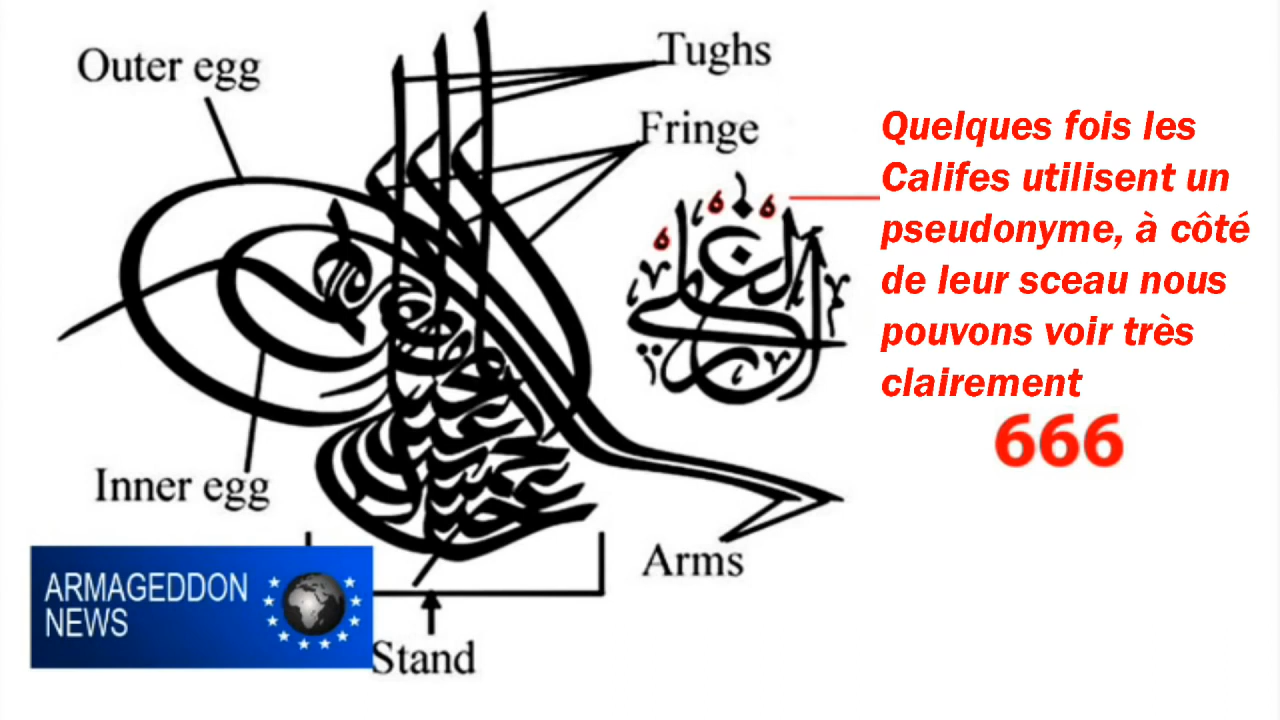 Outer egg
Tughs
Fringe
Quelques fois les
Califes utilisent un
pseudonyme, à côté
de leur sceau nous
pouvons voir très
clairement
666
Inner egg
ARMAGEDDON
NEWS
Arms
Stand